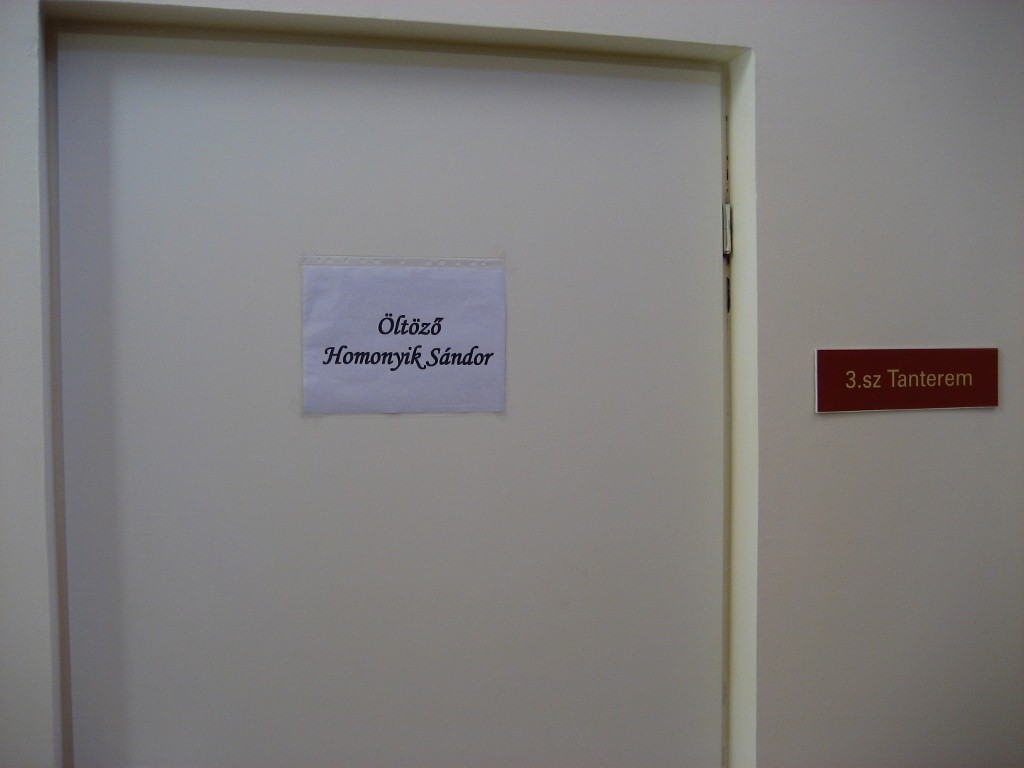 Öltöző
Homonyik Sándor
3.sz Tanterem